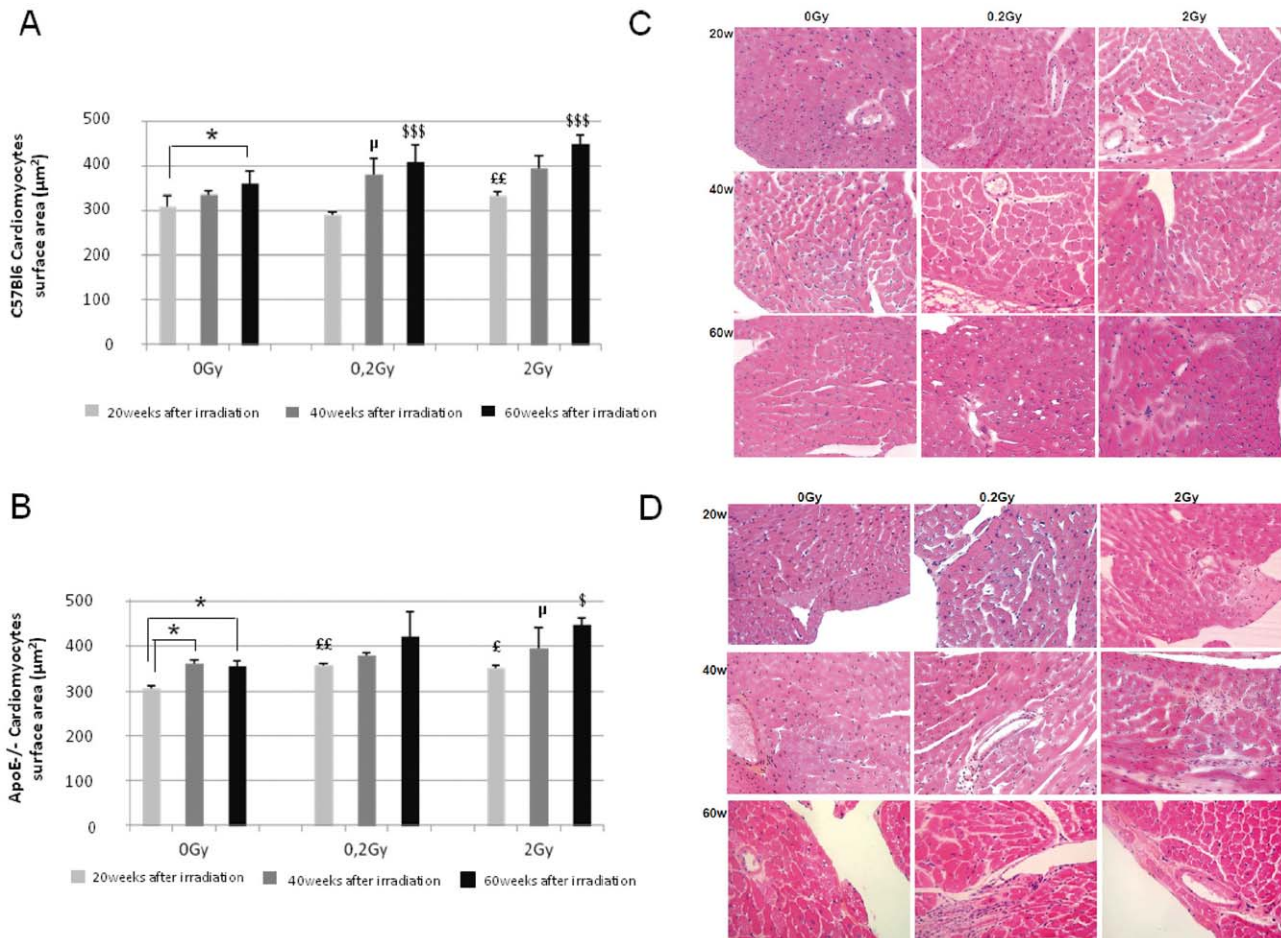 A
C57Bl6 Cardiomyocytes
surface area (µm²)
500
400
300
200
100
0
*
µ
$$$
££
$$$
0Gy
0,2Gy
2Gy
20weeks after irradiation
40weeks after irradiation
60weeks after irradiation
B
ApoE-/- Cardiomyocytes
surface area (µm²)
500
400
300
200
100
0
*
*
££
£
µ
$
0Gy
0,2Gy
2Gy
20weeks after irradiation
40weeks after irradiation
60weeks after irradiation
C
0Gy
0.2Gy
2Gy
20w
40w
60w
D
0Gy
0.2Gy
2Gy
20w
40w
60w